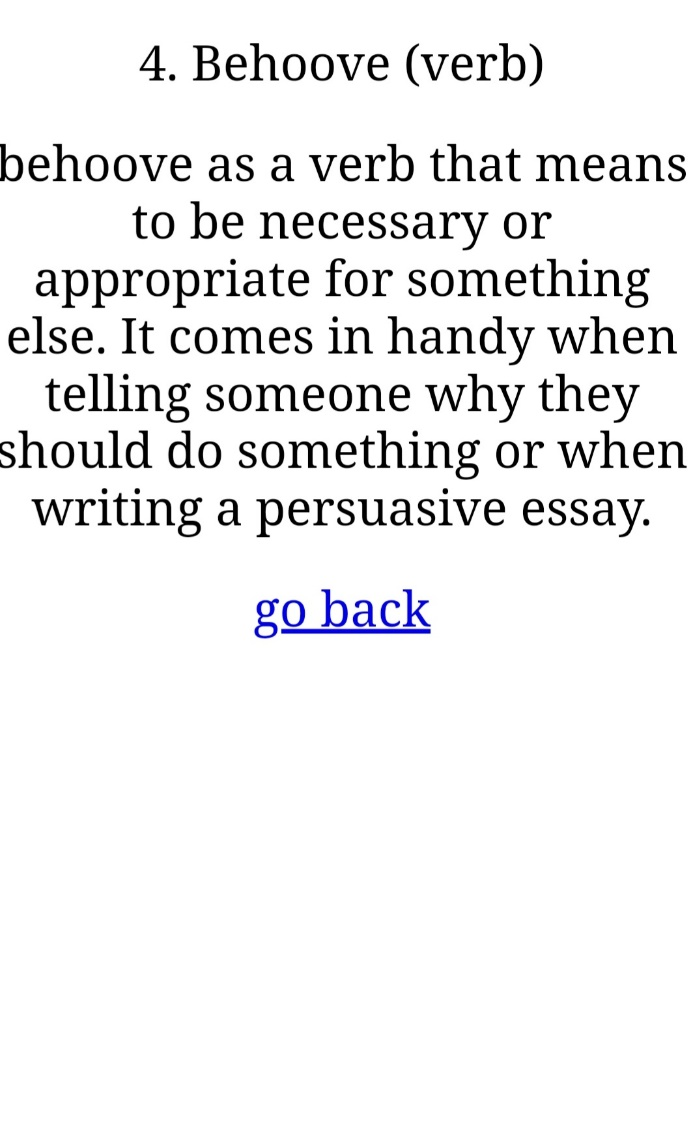 4. Behoove (verb)
behoove as a verb that means
to be necessary or
appropriate for something
else. It comes in handy when
telling someone why they
should do something or when
writing a persuasive essay.
go back